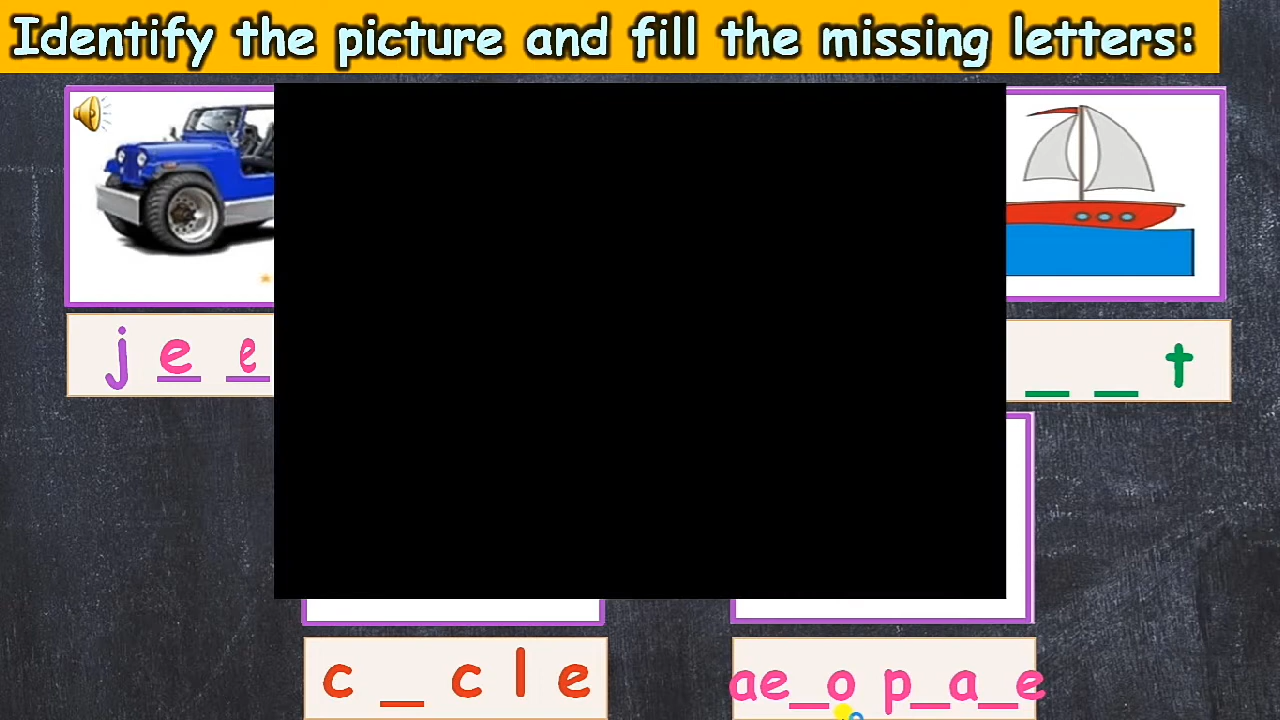 Identify the picture and fill the missing letters:
j e e
_ _ t
c _ c l e
ae_o p_a_e